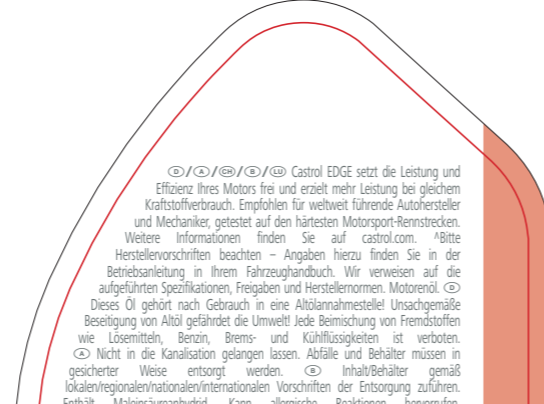 Ⓓ/Ⓐ/ⒸⒽ/Ⓑ/ⓁⓊ Castrol EDGE setzt die Leistung und
Effizienz Ihres Motors frei und erzielt mehr Leistung bei gleichem
Kraftstoffverbrauch. Empfohlen für weltweit führende Autohersteller
und Mechaniker, getestet auf den härtesten Motorsport-Rennstrecken.
Weitere Informationen finden Sie auf castrol.com. ^Bitte
Herstellervorschriften beachten – Angaben hierzu finden Sie in der
Betriebsanleitung in Ihrem Fahrzeughandbuch. Wir verweisen auf die
aufgeführten Spezifikationen, Freigaben und Herstellernormen. Motorenöl. Ⓓ
Dieses Öl gehört nach Gebrauch in eine Altölannahmestelle! Unsachgemäße
Beseitigung von Altöl gefährdet die Umwelt! Jede Beimischung von Fremdstoffen
wie Lösemitteln, Benzin, Brems- und Kühlflüssigkeiten ist verboten.
Ⓐ Nicht in die Kanalisation gelangen lassen. Abfälle und Behälter müssen in
gesicherter Weise entsorgt werden. Ⓑ Inhalt/Behälter gemäß
lokalen/regionalen/nationalen/internationalen Vorschriften der Entsorgung zuführen.
Enthält Maleinsäureanhydrid. Kann allergische Reaktionen hervorrufen.